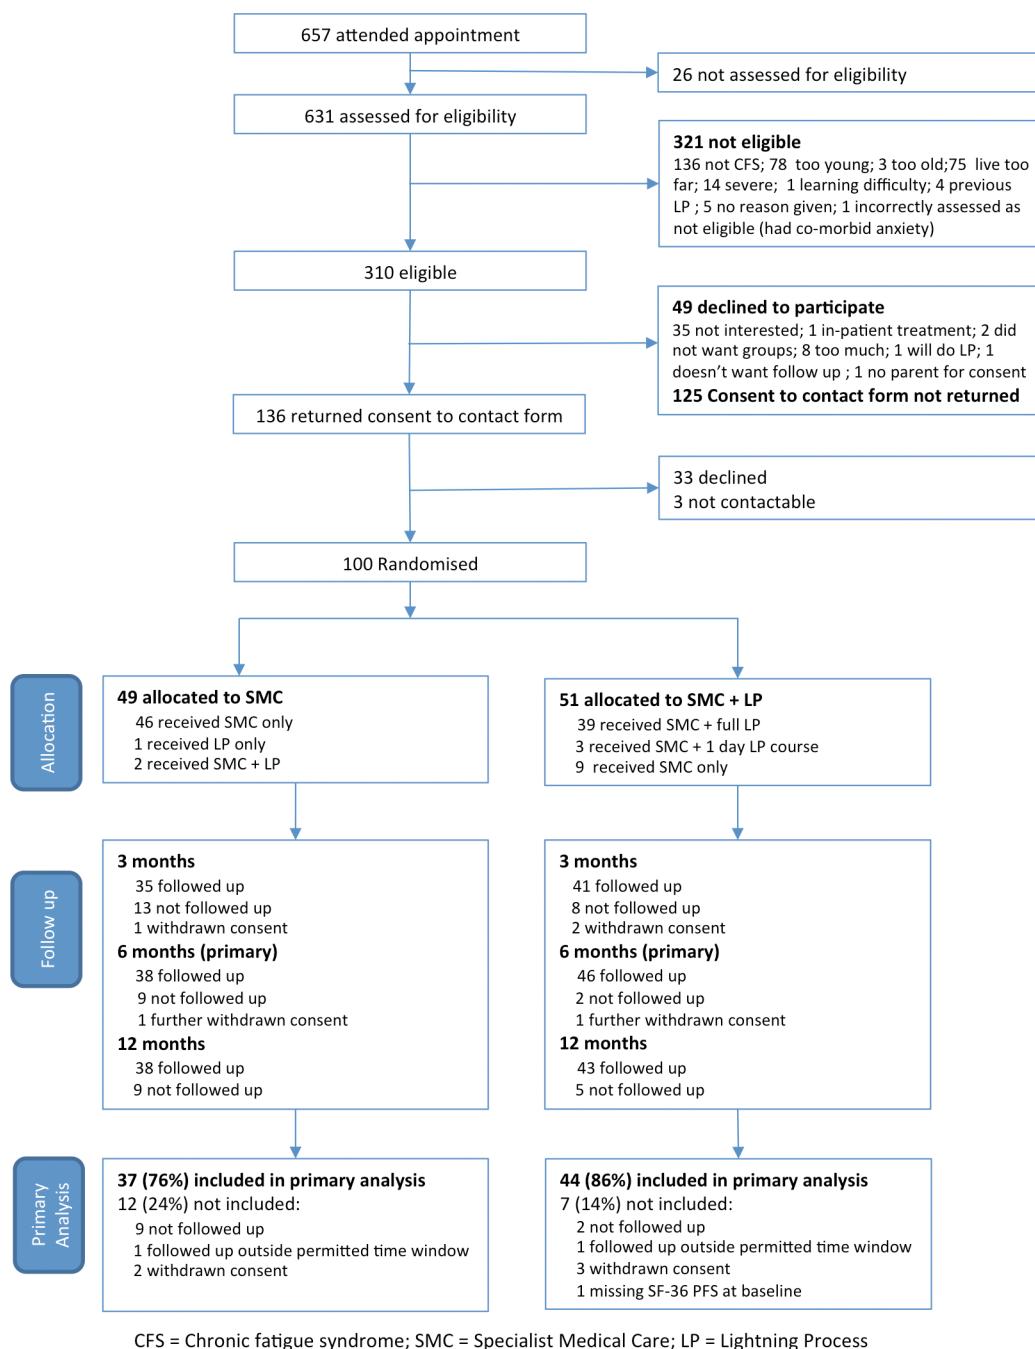 657 attended appointment
26 not assessed for eligibility
631 assessed for eligibility
321 not eligible
136 not CFS; 78 too young; 3 too old;75 live too
far; 14 severe; 1 learning difficulty; 4 previous
LP ; 5 no reason given; 1 incorrectly assessed as
not eligible (had co-morbid anxiety)
310 eligible
49 declined to participate
35 not interested; 1 in-patient treatment; 2 did
not want groups; 8 too much; 1 will do LP; 1
doesn’t want follow up ; 1 no parent for consent
125 Consent to contact form not returned
136 returned consent to contact form
33 declined
3 not contactable
100 Randomised
Allocation
49 allocated to SMC
46 received SMC only
1 received LP only
2 received SMC + LP
51 allocated to SMC + LP
39 received SMC + full LP
3 received SMC + 1 day LP course
9 received SMC only
Follow up
3 months
35 followed up
13 not followed up
1 withdrawn consent
6 months (primary)
38 followed up
9 not followed up
1 further withdrawn consent
12 months
38 followed up
9 not followed up
3 months
41 followed up
8 not followed up
2 withdrawn consent
6 months (primary)
46 followed up
2 not followed up
1 further withdrawn consent
12 months
43 followed up
5 not followed up
Primary
Analysis
37 (76%) included in primary analysis
12 (24%) not included:
9 not followed up
1 followed up outside permitted time window
2 withdrawn consent
44 (86%) included in primary analysis
7 (14%) not included:
2 not followed up
1 followed up outside permitted time window
3 withdrawn consent
1 missing SF-36 PFS at baseline
CFS = Chronic fatigue syndrome; SMC = Specialist Medical Care; LP = Lightning Process